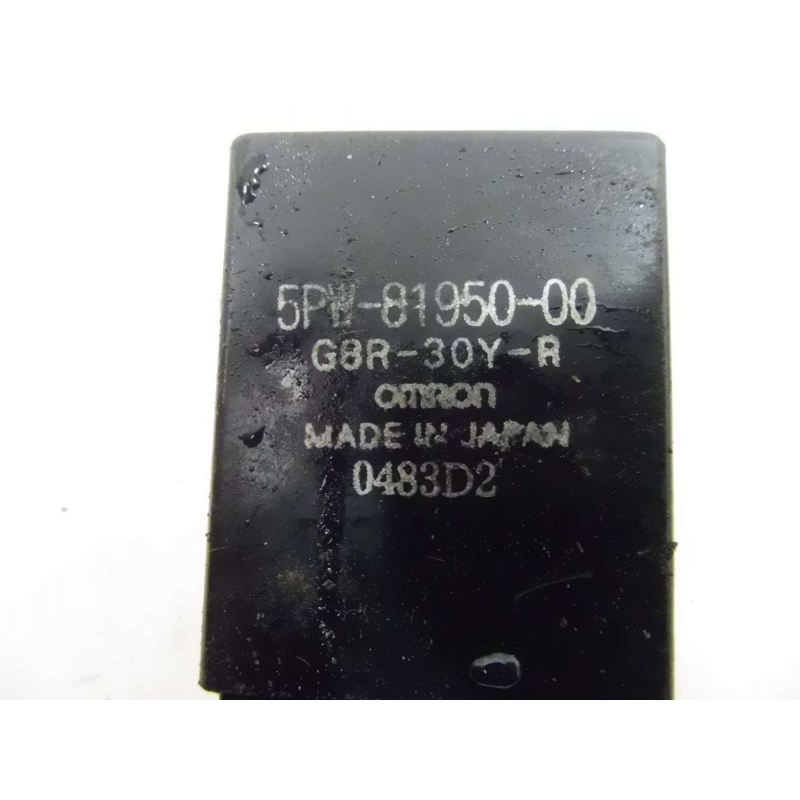 5PW-81950-00
G8R-30Y-R
omron
MADE IN JAPAN
0483D2